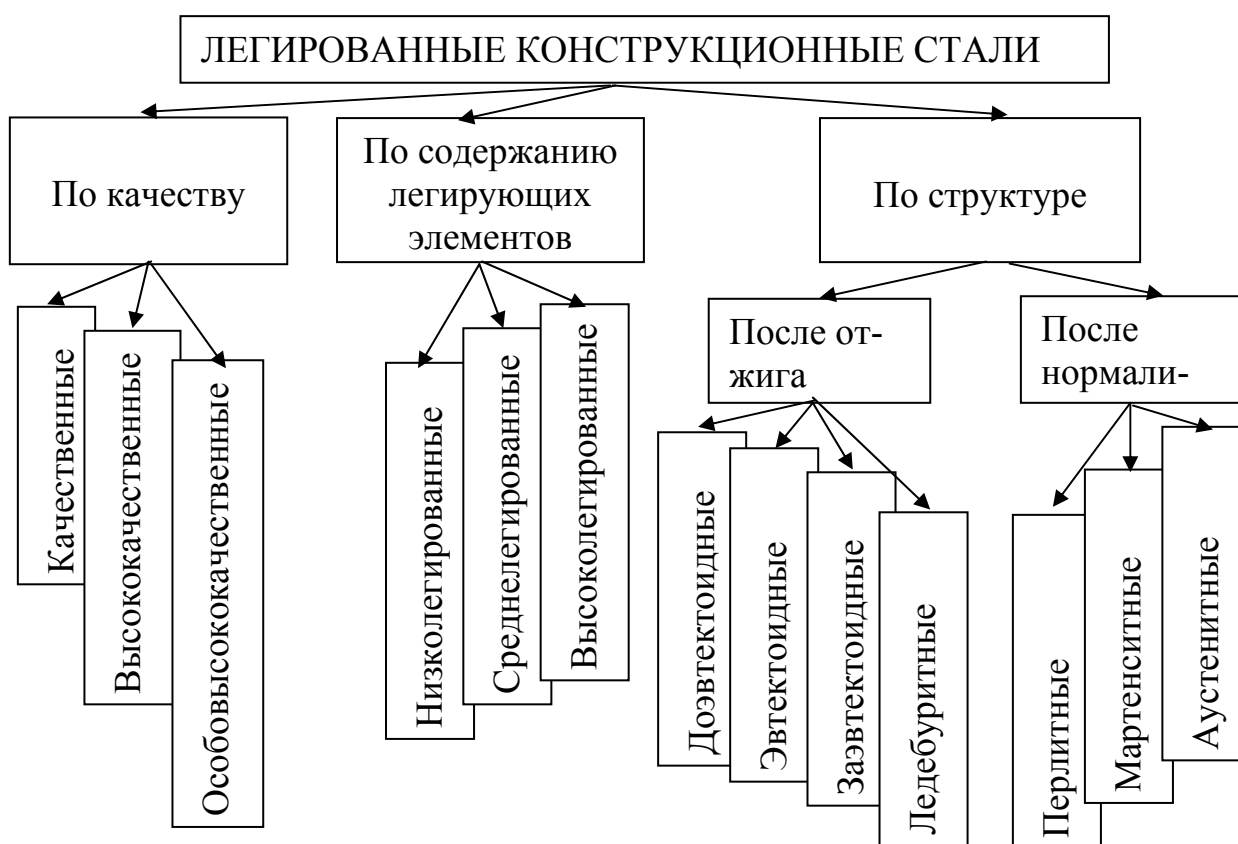 ЛЕГИРОВАННЫЕ КОНСТРУКЦИОННЫЕ СТАЛИ
По качеству
По содержанию
легирующих
элементов
По структуре
После от-
жига
После
нормали-
Качественные
Высококачественные
Особовысококачественные
Низколегированные
Среднелегированные
Высоколегированные
Доэвтектоидные
Эвтектоидные
Заэвтектоидные
Ледебуритные
Перлитные
Мартенситные
Аустенитные